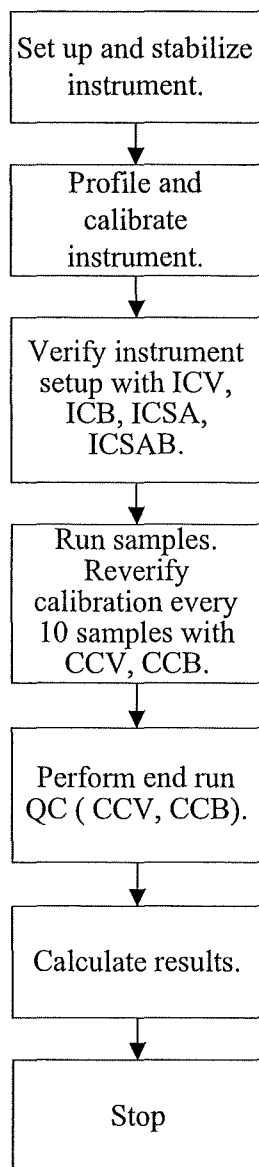 Set up and stabilize
instrument.
Profile and
calibrate
instrument.
Verify instrument
setup with ICV,
ICB, ICSA,
ICSAB.
Run samples.
Reverify
calibration every
10 samples with
CCV, CCB.
Perform end run
QC ( CCV, CCB).
Calculate results.
Stop